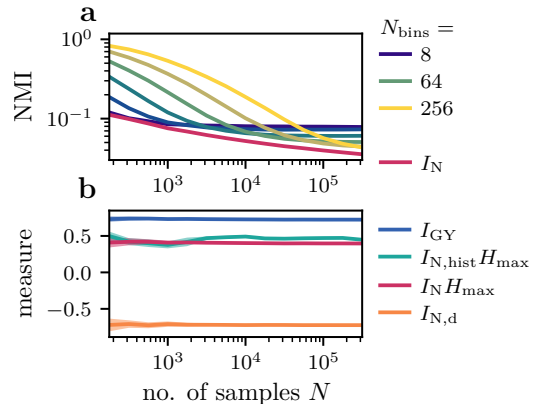 a
N_bins =
10^0
8
NMI
64
10^-1
256
I_N
10^3
10^4
10^5
b
0.5
I_GY
measure
I_N,hist H_max
0.0
I_N H_max
−0.5
I_N,d
10^3
10^4
10^5
no. of samples N